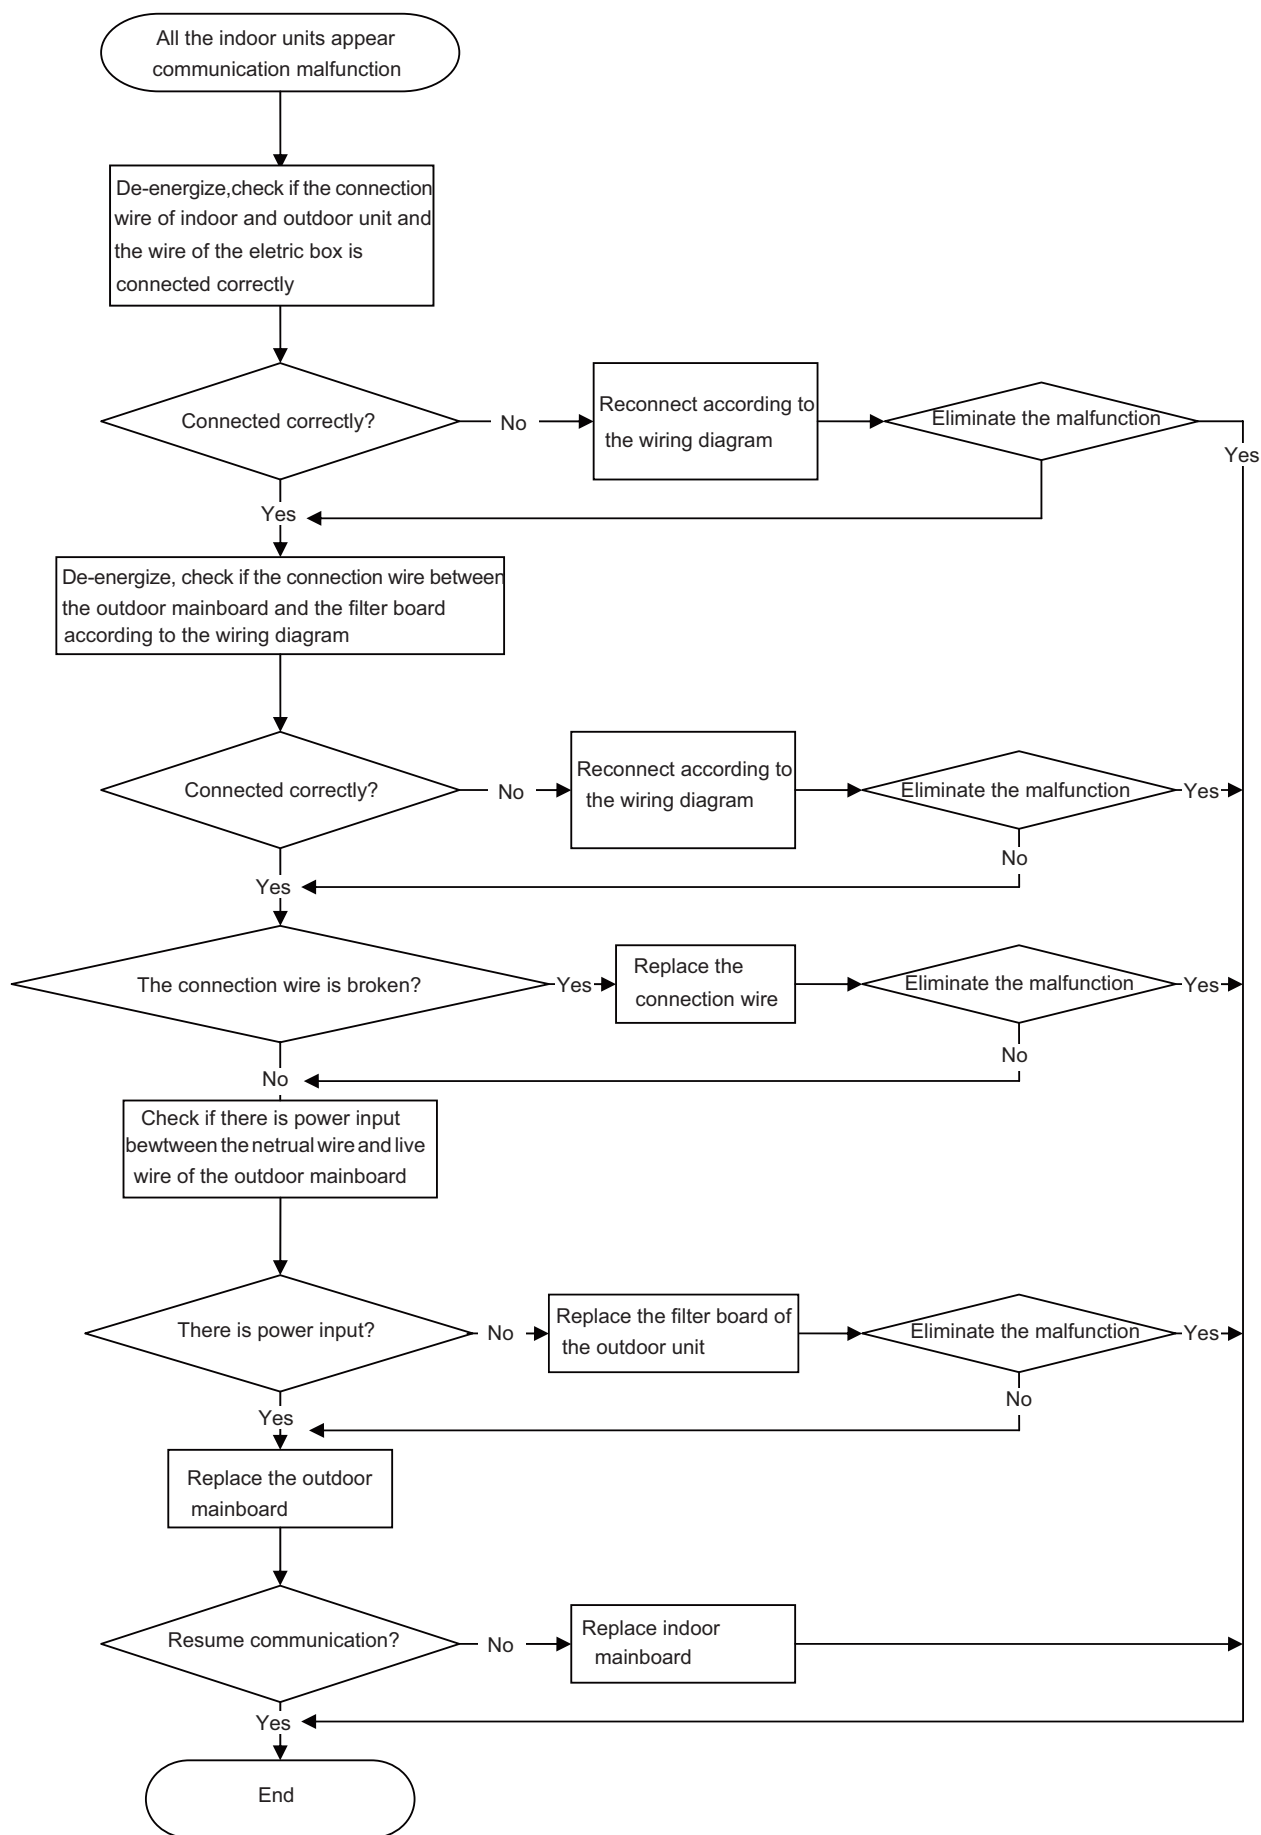 All the indoor units appear
communication malfunction
De-energize,check if the connection
wire of indoor and outdoor unit and
the wire of the eletric box is
connected correctly
Connected correctly?
No
Reconnect according to
the wiring diagram
Eliminate the malfunction
Yes
Yes
De-energize, check if the connection wire between
the outdoor mainboard and the filter board
according to the wiring diagram
Connected correctly?
No
Reconnect according to
the wiring diagram
Eliminate the malfunction
Yes
No
Yes
The connection wire is broken?
Yes
Replace the
connection wire
Eliminate the malfunction
Yes
No
No
Check if there is power input
bewtween the netrual wire and live
wire of the outdoor mainboard
There is power input?
No
Replace the filter board of
the outdoor unit
Eliminate the malfunction
Yes
No
Yes
Replace the outdoor
mainboard
Resume communication?
No
Replace indoor
mainboard
Yes
End